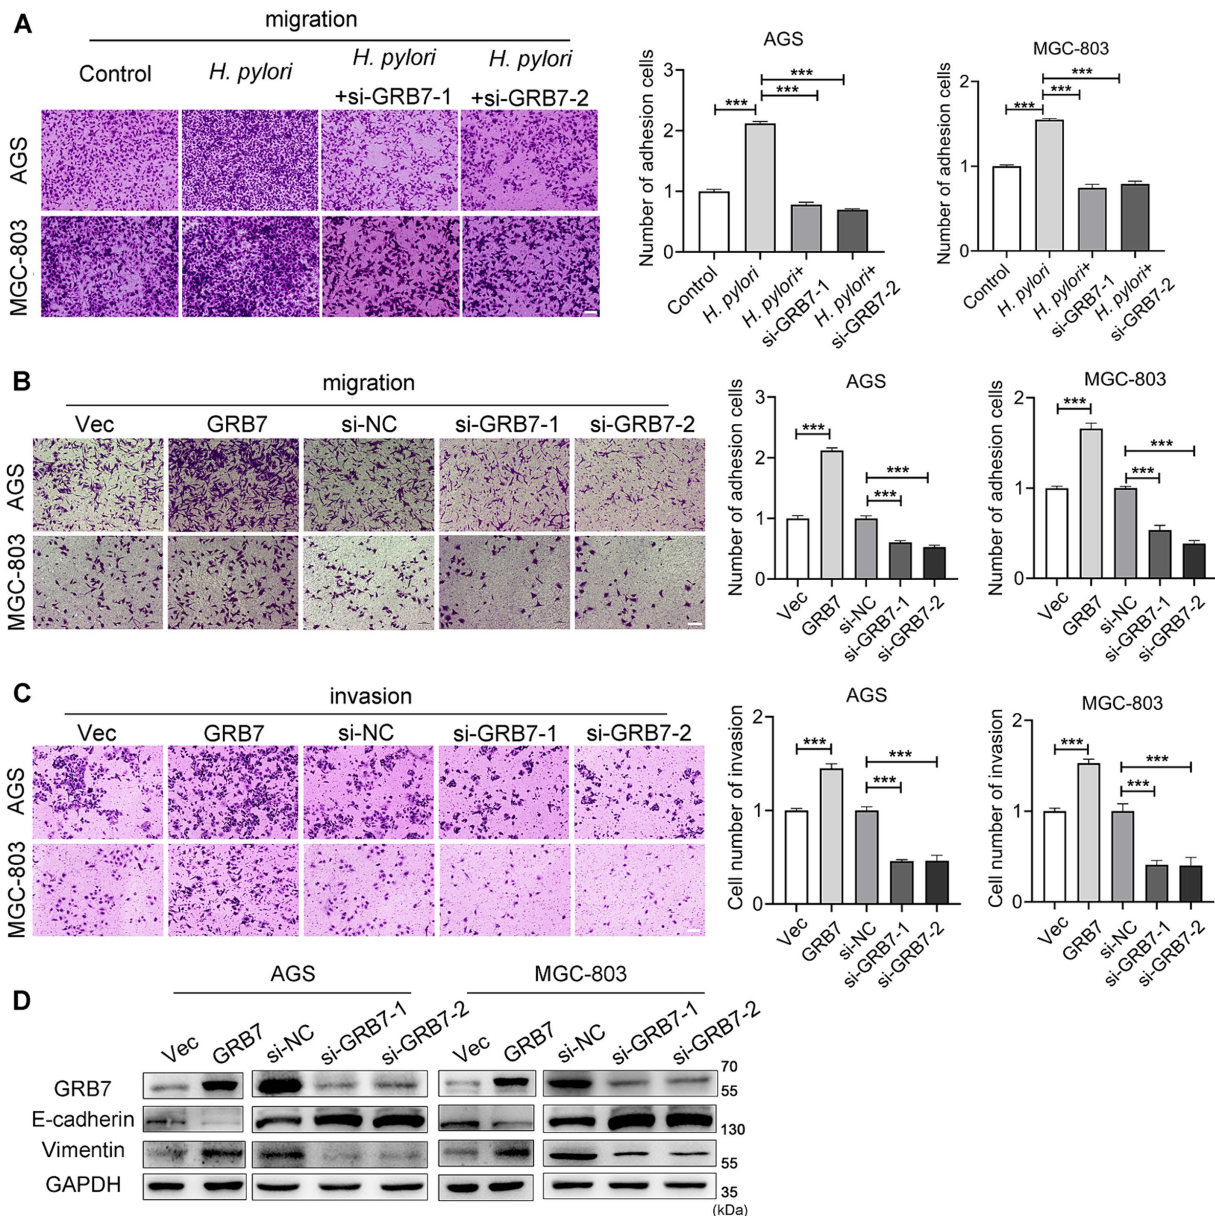 A
migration
Control
H. pylori
H. pylori
+si-GRB7-1
H. pylori
+si-GRB7-2
AGS
MGC-803
AGS
Number of adhesion cells
3
2
1
0
***
***
***
Control
H. pylori
H. pylori+
si-GRB7-1
H. pylori+
si-GRB7-2
MGC-803
Number of adhesion cells
2
1
0
***
***
***
Control
H. pylori
H. pylori+
si-GRB7-1
H. pylori+
si-GRB7-2
B
migration
Vec GRB7 si-NC si-GRB7-1 si-GRB7-2
AGS
MGC-803
AGS
Number of adhesion cells
3
2
1
0
***
***
***
Vec
GRB7
si-NC
si-GRB7-1
si-GRB7-2
MGC-803
Number of adhesion cells
2
1
0
***
***
***
Vec
GRB7
si-NC
si-GRB7-1
si-GRB7-2
C
invasion
Vec GRB7 si-NC si-GRB7-1 si-GRB7-2
AGS
MGC-803
AGS
Cell number of invasion
2
1
0
***
***
***
Vec
GRB7
si-NC
si-GRB7-1
si-GRB7-2
MGC-803
Cell number of invasion
2
1
0
***
***
***
Vec
GRB7
si-NC
si-GRB7-1
si-GRB7-2
D
AGS MGC-803
Vec GRB7 si-NC si-GRB7-1 si-GRB7-2 Vec GRB7 si-NC si-GRB7-1 si-GRB7-2
GRB7
70
55
E-cadherin
130
Vimentin
55
GAPDH
35
(kDa)